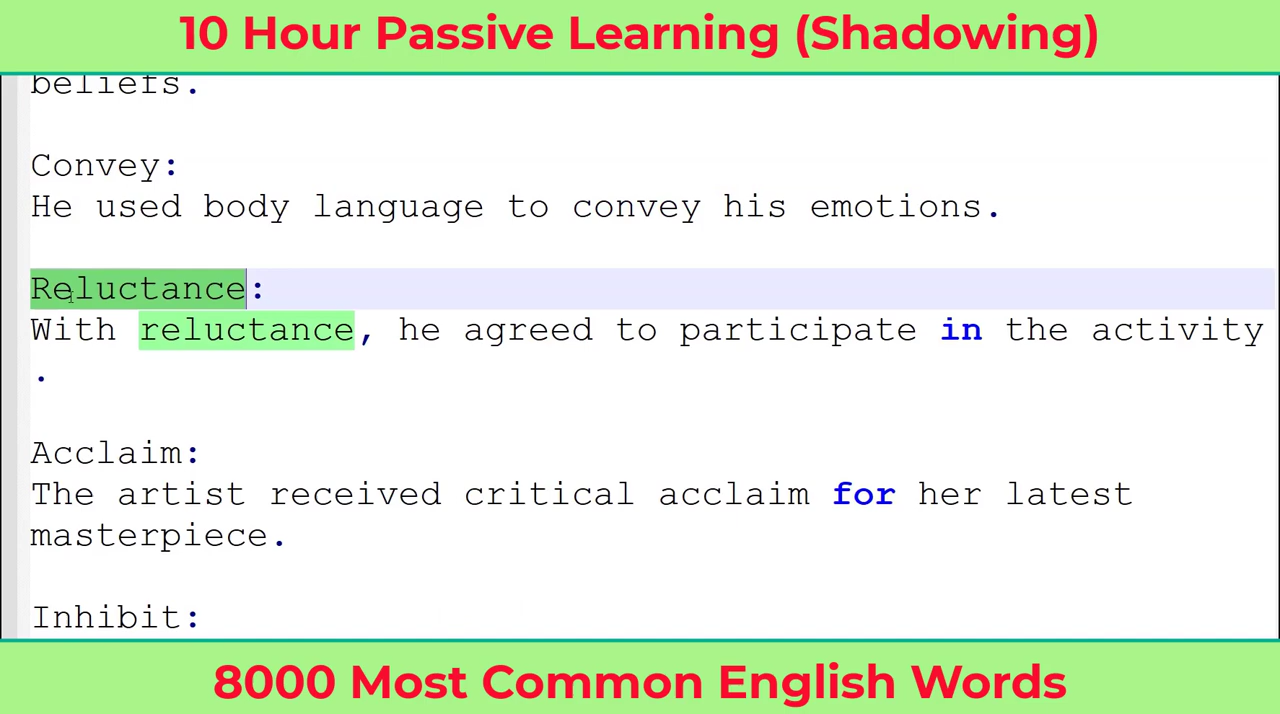 10 Hour Passive Learning (Shadowing)
beliefs.
Convey:
He used body language to convey his emotions.
Reluctance:
With reluctance, he agreed to participate in the activity
.
Acclaim:
The artist received critical acclaim for her latest
masterpiece.
Inhibit:
8000 Most Common English Words